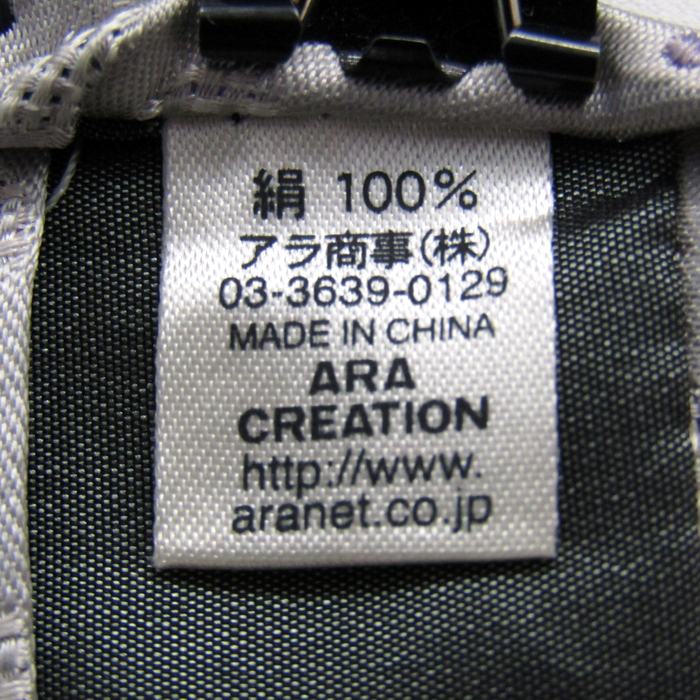 絹 100%
アラ商事(株)
03-3639-0129
MADE IN CHINA
ARA
CREATION
http://www.
aranet.co.jp